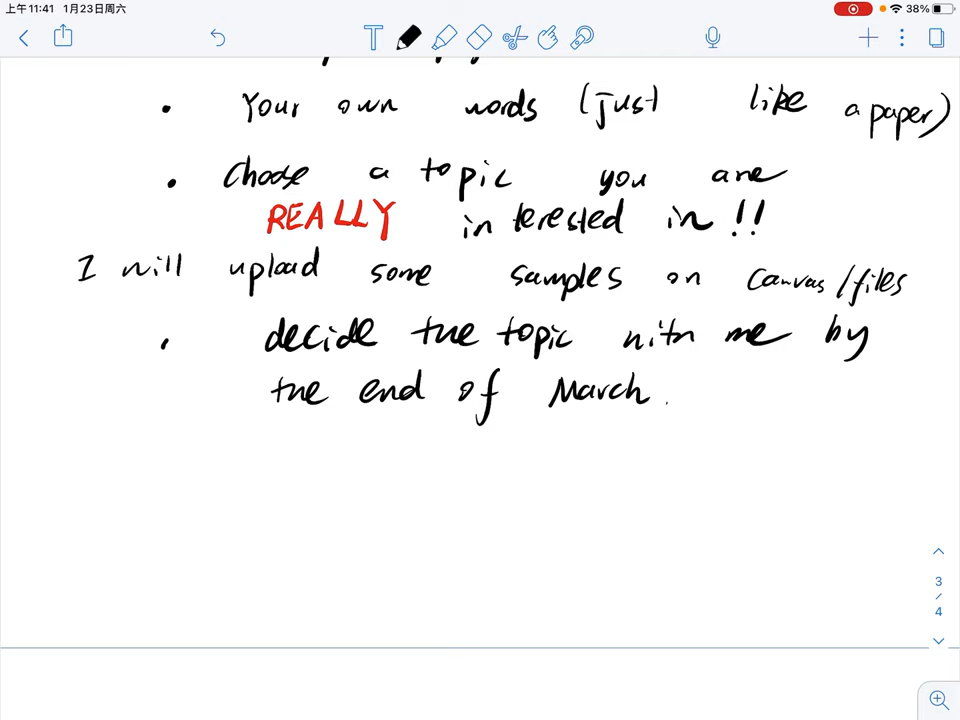 上午11:41 1月23日周六
38%
• Your own words (just like a paper)
• Choose a topic you are
REALLY interested in!!
I will upload some samples on Canvas/files
• decide the topic with me by
the end of March.
3
/
4